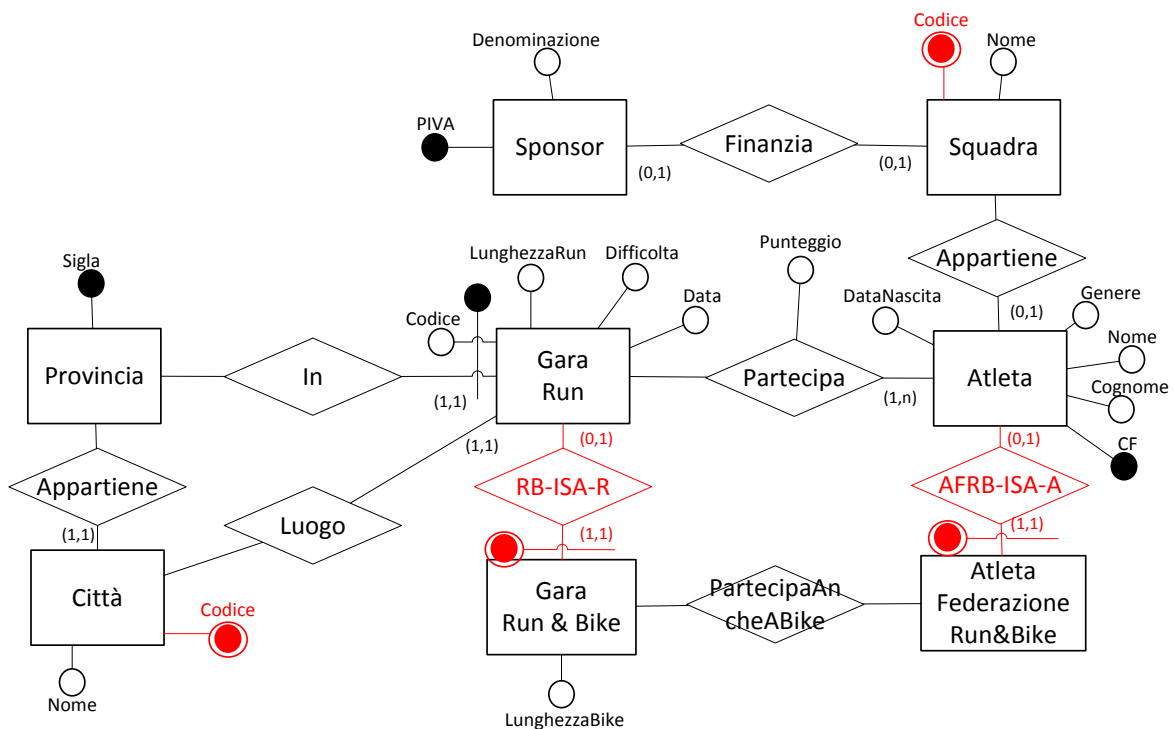 Codice
Denominazione
Nome
PIVA
Sponsor
Finanzia
Squadra
(0,1)
(0,1)
Sigla
LunghezzaRun
Difficolta
Punteggio
Appartiene
Codice
Data
DataNascita
(0,1)
Genere
Nome
Cognome
CF
Provincia
In
(1,1)
Gara
Run
Partecipa
(1,n)
Atleta
(1,1)
(0,1)
(0,1)
Appartiene
RB-ISA-R
AFRB-ISA-A
(1,1)
Luogo
(1,1)
(1,1)
Città
Codice
Nome
Gara
Run & Bike
PartecipaAn
cheABike
Atleta
Federazione
Run&Bike
LunghezzaBike